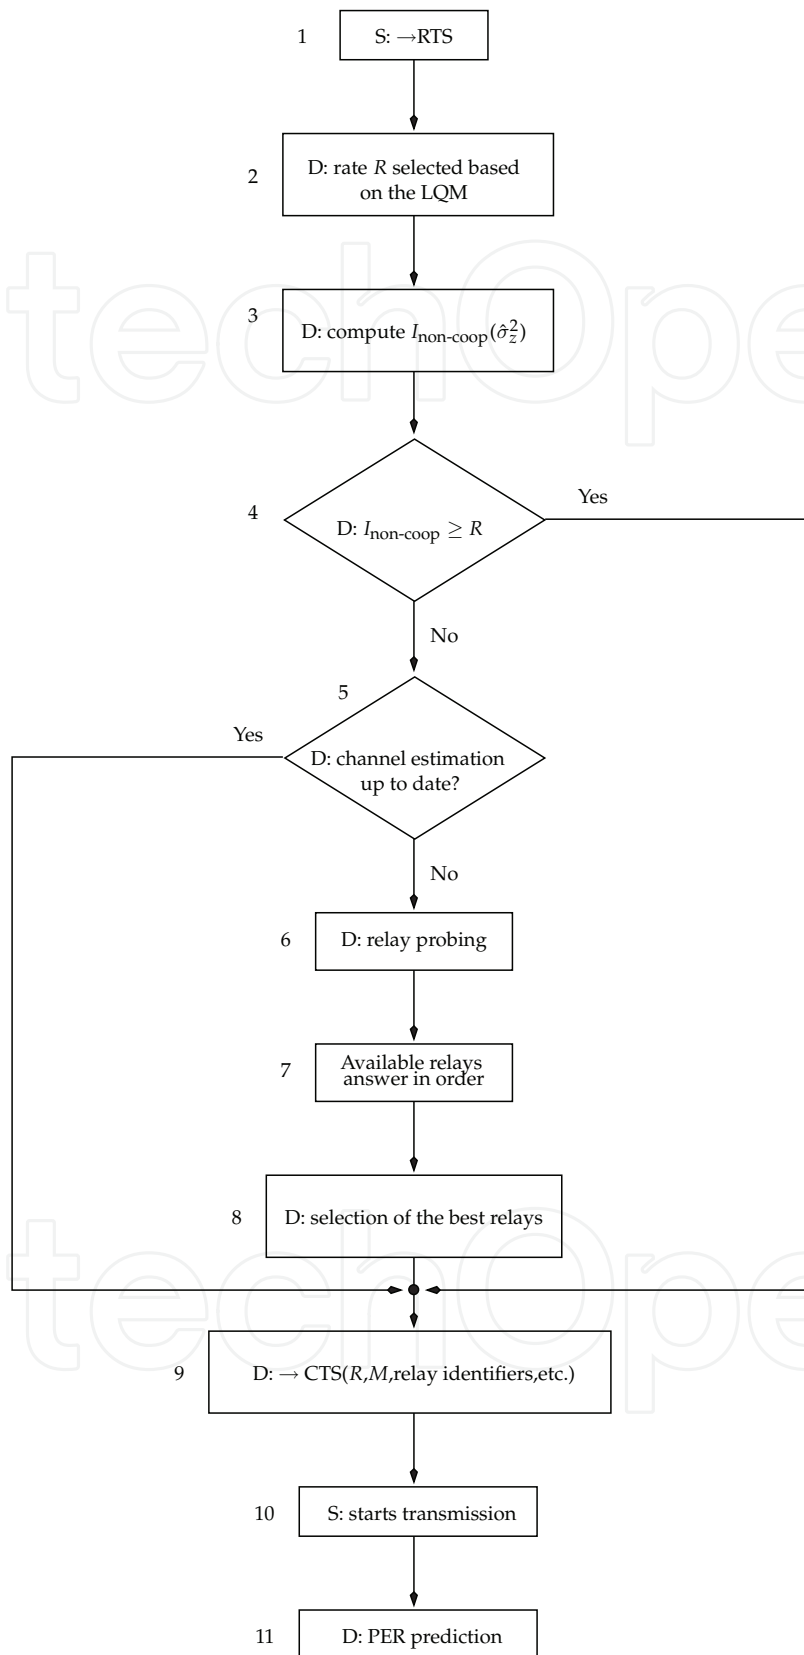 1
S: →RTS
2
D: rate R selected based
on the LQM
3
D: compute I_non-coop(σ̂_z^2)
4
D: I_non-coop ≥ R
Yes
No
5
Yes
D: channel estimation
up to date?
No
6
D: relay probing
7
Available relays
answer in order
8
D: selection of the best relays
9
D: → CTS(R,M,relay identifiers,etc.)
10
S: starts transmission
11
D: PER prediction
techOpe
techOpe